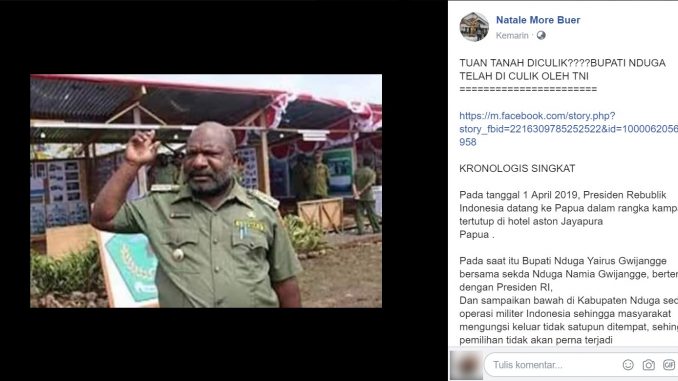 Natale More Buer
Kemarin
TUAN TANAH DICULIK????BUPATI NDUGA
TELAH DI CULIK OLEH TNI
=======================
https://m.facebook.com/story.php?
story_fbid=2216309785252522&id=1000062056
958
KRONOLOGIS SINGKAT
Pada tanggal 1 April 2019, Presiden Rebublik
Indonesia datang ke Papua dalam rangka kampa
tertutup di hotel aston Jayapura
Papua .
Pada saat itu Bupati Nduga Yairus Gwijangge
bersama sekda Nduga Namia Gwijangge, berten
dengan Presiden RI,
Dan sampaikan bawah di Kabupaten Nduga sed
operasi militer Indonesia sehingga masyarakat
mengungsi keluar tidak satupun ditempat, sehing
pemilihan tidak akan perna terjadi
Tulis komentar...
GIF